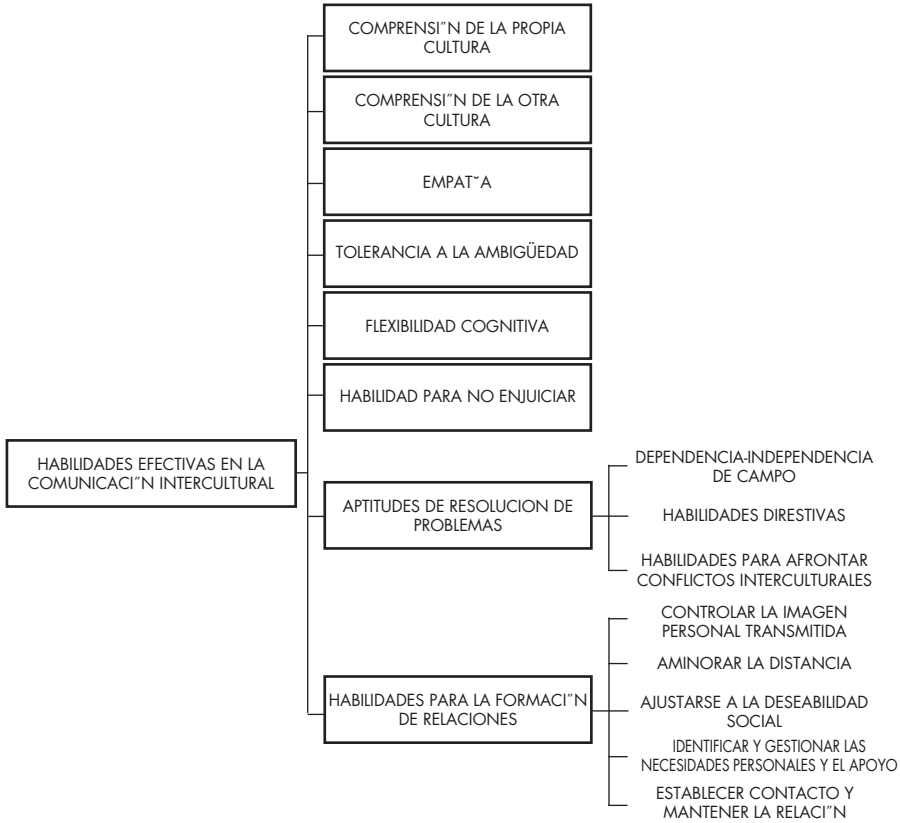 COMPRENSI"N DE LA PROPIA
CULTURA
COMPRENSI"N DE LA OTRA
CULTURA
EMPAT˘A
TOLERANCIA A LA AMBIGÜEDAD
FLEXIBILIDAD COGNITIVA
HABILIDAD PARA NO ENJUICIAR
HABILIDADES EFECTIVAS EN LA
COMUNICACI"N INTERCULTURAL
APTITUDES DE RESOLUCION DE
PROBLEMAS
DEPENDENCIA-INDEPENDENCIA
DE CAMPO
HABILIDADES DIRESTIVAS
HABILIDADES PARA AFRONTAR
CONFLICTOS INTERCULTURALES
HABILIDADES PARA LA FORMACI"N
DE RELACIONES
CONTROLAR LA IMAGEN
PERSONAL TRANSMITIDA
AMINORAR LA DISTANCIA
AJUSTARSE A LA DESEABILIDAD
SOCIAL
IDENTIFICAR Y GESTIONAR LAS
NECESIDADES PERSONALES Y EL APOYO
ESTABLECER CONTACTO Y
MANTENER LA RELACI"N